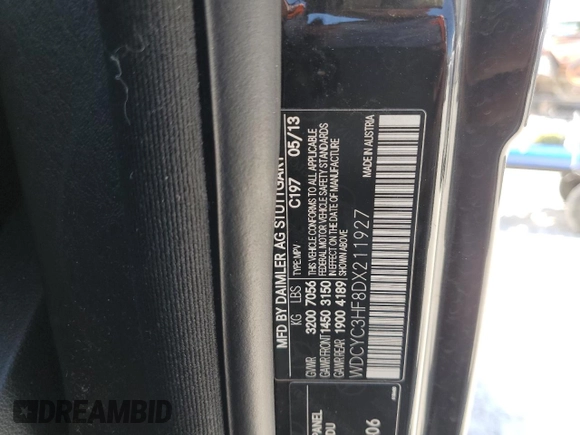 MFD BY DAIMLER AG STUTTGART
C197 05/13
KG LBS TYPE:MPV
GVWR 3200 7056 THIS VEHICLE CONFORMS TO ALL APPLICABLE
GAWR FRONT 1450 3150 FEDERAL MOTOR VEHICLE SAFETY STANDARDS
GAWR REAR 1900 4189 IN EFFECT ON THE DATE OF MANUFACTURE
SHOWN ABOVE
MADE IN AUSTRIA
WDCYC3HF8DX211927
PANEL
06
DREAMBID